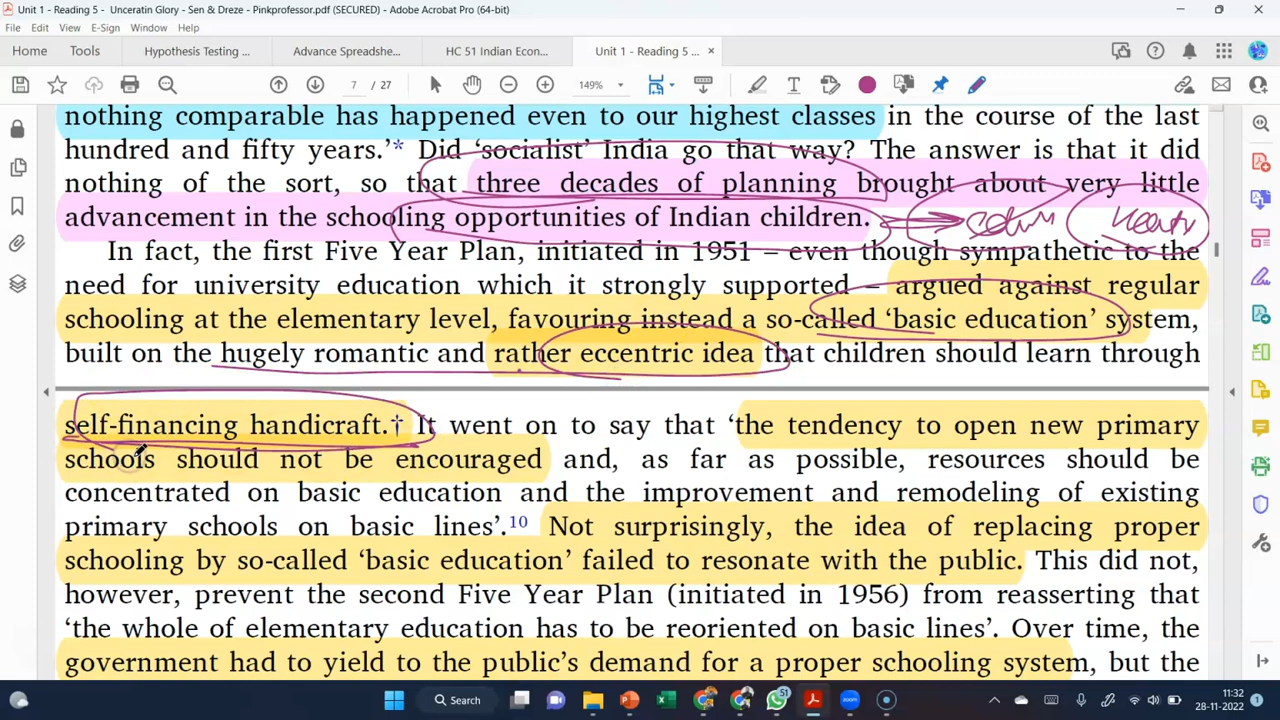 Unit 1 - Reading 5 - Unceratin Glory - Sen & Dreze - Pinkprofessor.pdf (SECURED) - Adobe Acrobat Pro (64-bit)
File Edit View E-Sign Window Help
Home Tools Hypothesis Testing ... Advance Spreadshe... HC 51 Indian Econ... Unit 1 - Reading 5 ... ×
7 / 27 149%
nothing comparable has happened even to our highest classes in the course of the last
hundred and fifty years.’* Did ‘socialist’ India go that way? The answer is that it did
nothing of the sort, so that three decades of planning brought about very little
advancement in the schooling opportunities of Indian children.
In fact, the first Five Year Plan, initiated in 1951 – even though sympathetic to the
need for university education which it strongly supported – argued against regular
schooling at the elementary level, favouring instead a so-called ‘basic education’ system,
built on the hugely romantic and rather eccentric idea that children should learn through
self-financing handicraft.† It went on to say that ‘the tendency to open new primary
schools should not be encouraged and, as far as possible, resources should be
concentrated on basic education and the improvement and remodeling of existing
primary schools on basic lines’.10 Not surprisingly, the idea of replacing proper
schooling by so-called ‘basic education’ failed to resonate with the public. This did not,
however, prevent the second Five Year Plan (initiated in 1956) from reasserting that
‘the whole of elementary education has to be reoriented on basic lines’. Over time, the
government had to yield to the public’s demand for a proper schooling system, but the
Search 51 11:32
28-11-2022